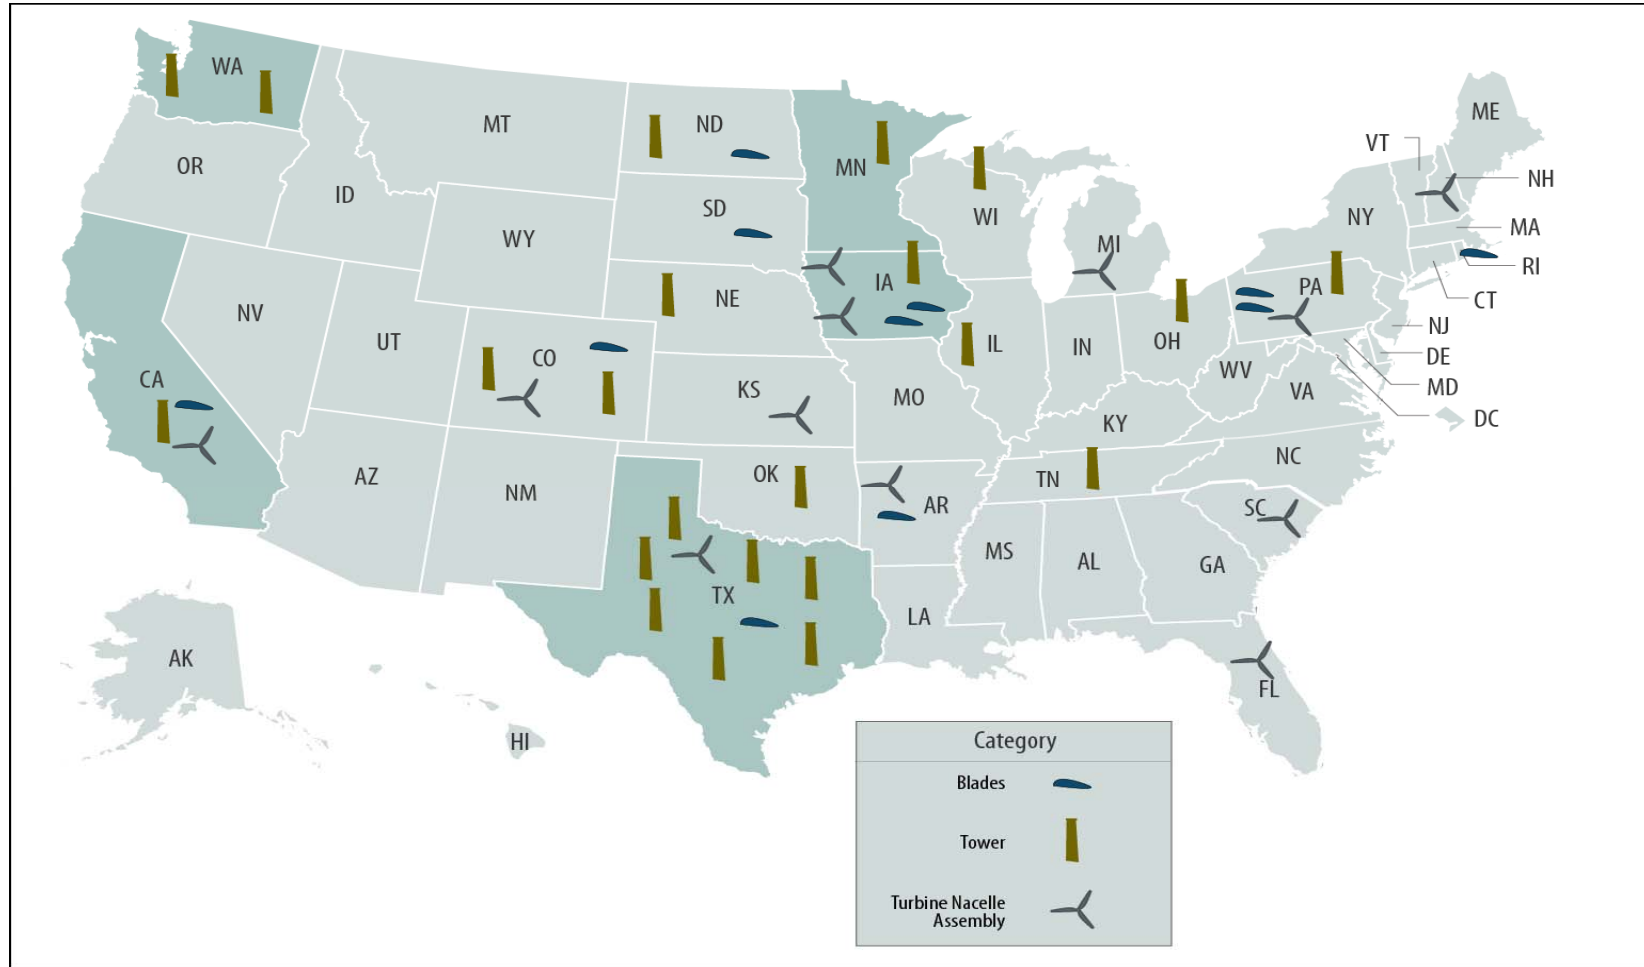 WA
MT
ND
ME
VT
OR
MN
NH
ID
SD
WI
NY
MA
WY
MI
RI
IA
PA
NE
CT
NV
UT
CO
IL
IN
OH
NJ
DE
WV
MD
CA
KS
MO
VA
KY
DC
AZ
NM
OK
TN
NC
AR
SC
MS
AL
GA
TX
LA
AK
FL
HI
Category
Blades
Tower
Turbine Nacelle
Assembly